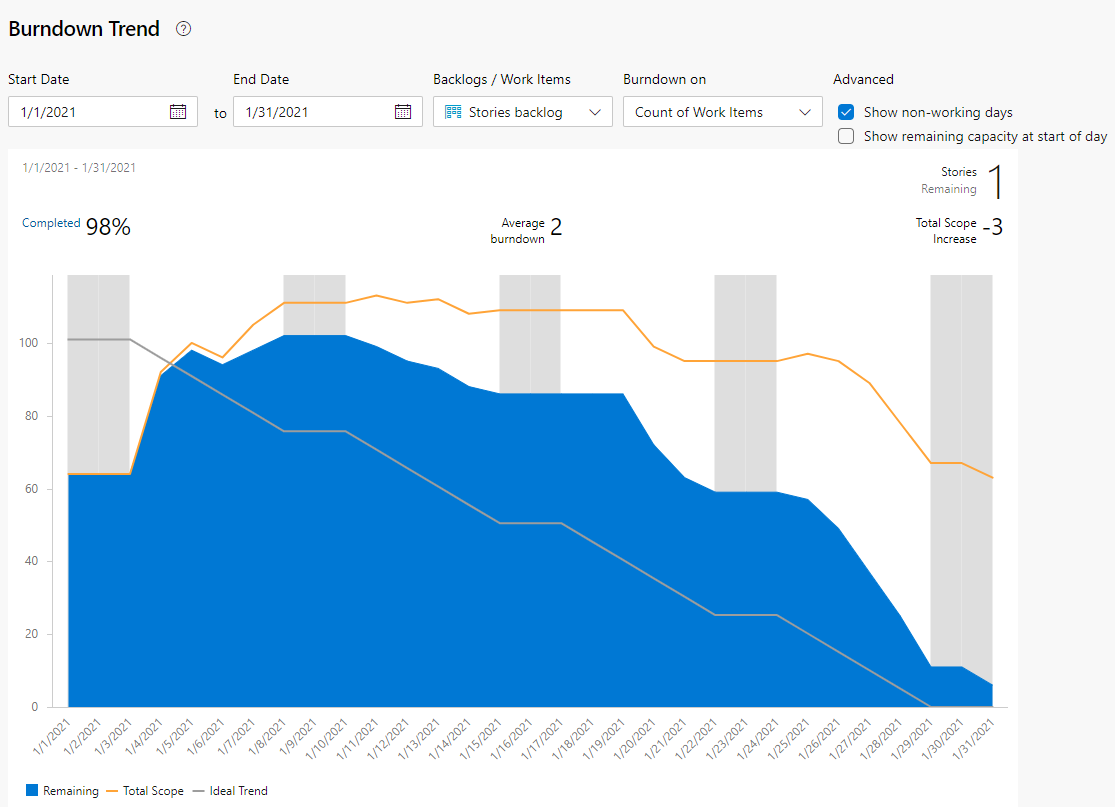 Burndown Trend ?
Start Date
End Date
Backlogs / Work Items
Burndown on
Advanced
1/1/2021
to
1/31/2021
Stories backlog
Count of Work Items
Show non-working days
Show remaining capacity at start of day
1/1/2021 - 1/31/2021
Stories
Remaining
1
Completed 98%
Average
burndown
2
Total Scope
Increase
-3
100
80
60
40
20
0
1/1/2021
1/2/2021
1/3/2021
1/4/2021
1/5/2021
1/6/2021
1/7/2021
1/8/2021
1/9/2021
1/10/2021
1/11/2021
1/12/2021
1/13/2021
1/14/2021
1/15/2021
1/16/2021
1/17/2021
1/18/2021
1/19/2021
1/20/2021
1/21/2021
1/22/2021
1/23/2021
1/24/2021
1/25/2021
1/26/2021
1/27/2021
1/28/2021
1/29/2021
1/30/2021
1/31/2021
Remaining
Total Scope
Ideal Trend